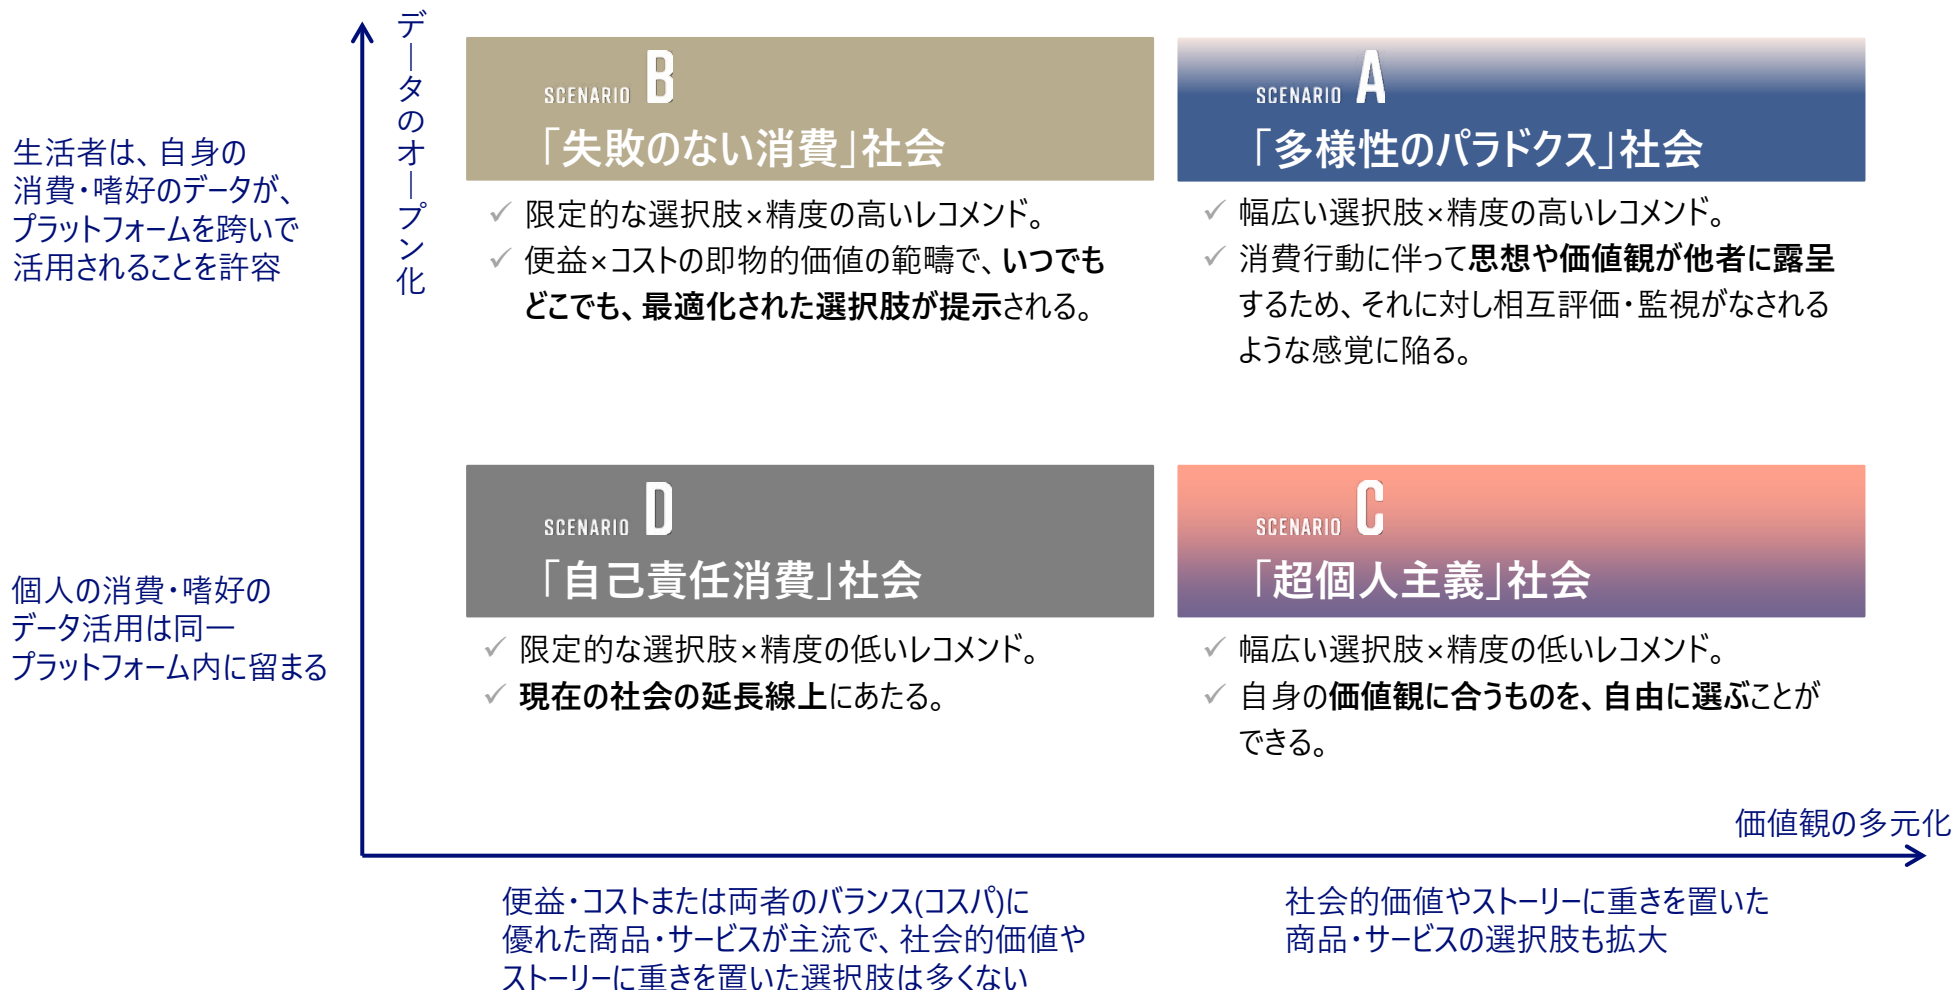 データのオープン化
生活者は、自身の
消費・嗜好のデータが、
プラットフォームを跨いで
活用されることを許容
SCENARIO B
「失敗のない消費」社会
✓ 限定的な選択肢×精度の高いレコメンド。
✓ 便益×コストの即物的価値の範疇で、いつでも
どこでも、最適化された選択肢が提示される。
SCENARIO A
「多様性のパラドクス」社会
✓ 幅広い選択肢×精度の高いレコメンド。
✓ 消費行動に伴って思想や価値観が他者に露呈
するため、それに対し相互評価・監視がなされる
ような感覚に陥る。
個人の消費・嗜好の
データ活用は同一
プラットフォーム内に留まる
SCENARIO D
「自己責任消費」社会
✓ 限定的な選択肢×精度の低いレコメンド。
✓ 現在の社会の延長線上にあたる。
SCENARIO C
「超個人主義」社会
✓ 幅広い選択肢×精度の低いレコメンド。
✓ 自身の価値観に合うものを、自由に選ぶことが
できる。
価値観の多元化
便益・コストまたは両者のバランス(コスパ)に
優れた商品・サービスが主流で、社会的価値や
ストーリーに重きを置いた選択肢は多くない
社会的価値やストーリーに重きを置いた
商品・サービスの選択肢も拡大